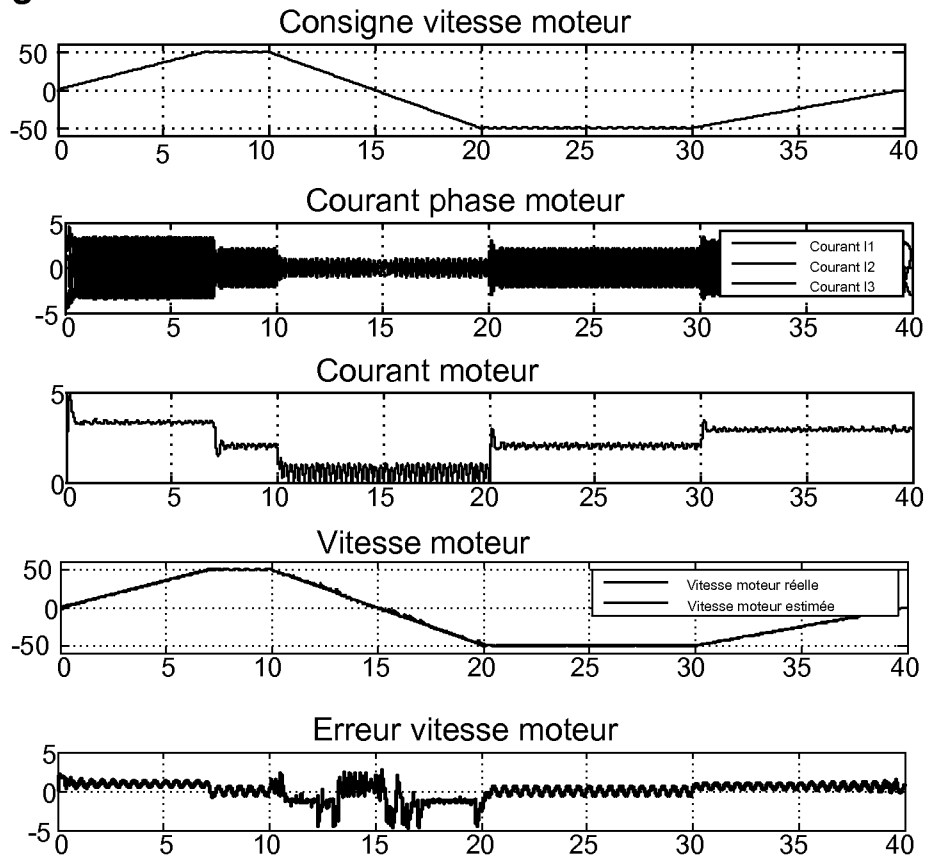 Consigne vitesse moteur
50
0
-50
0 5 10 15 20 25 30 35 40
Courant phase moteur
5
0
-5
Courant I1
Courant I2
Courant I3
0 5 10 15 20 25 30 35 40
Courant moteur
5
0
0 5 10 15 20 25 30 35 40
Vitesse moteur
50
0
-50
Vitesse moteur réelle
Vitesse moteur estimée
0 5 10 15 20 25 30 35 40
Erreur vitesse moteur
5
0
-5
0 5 10 15 20 25 30 35 40